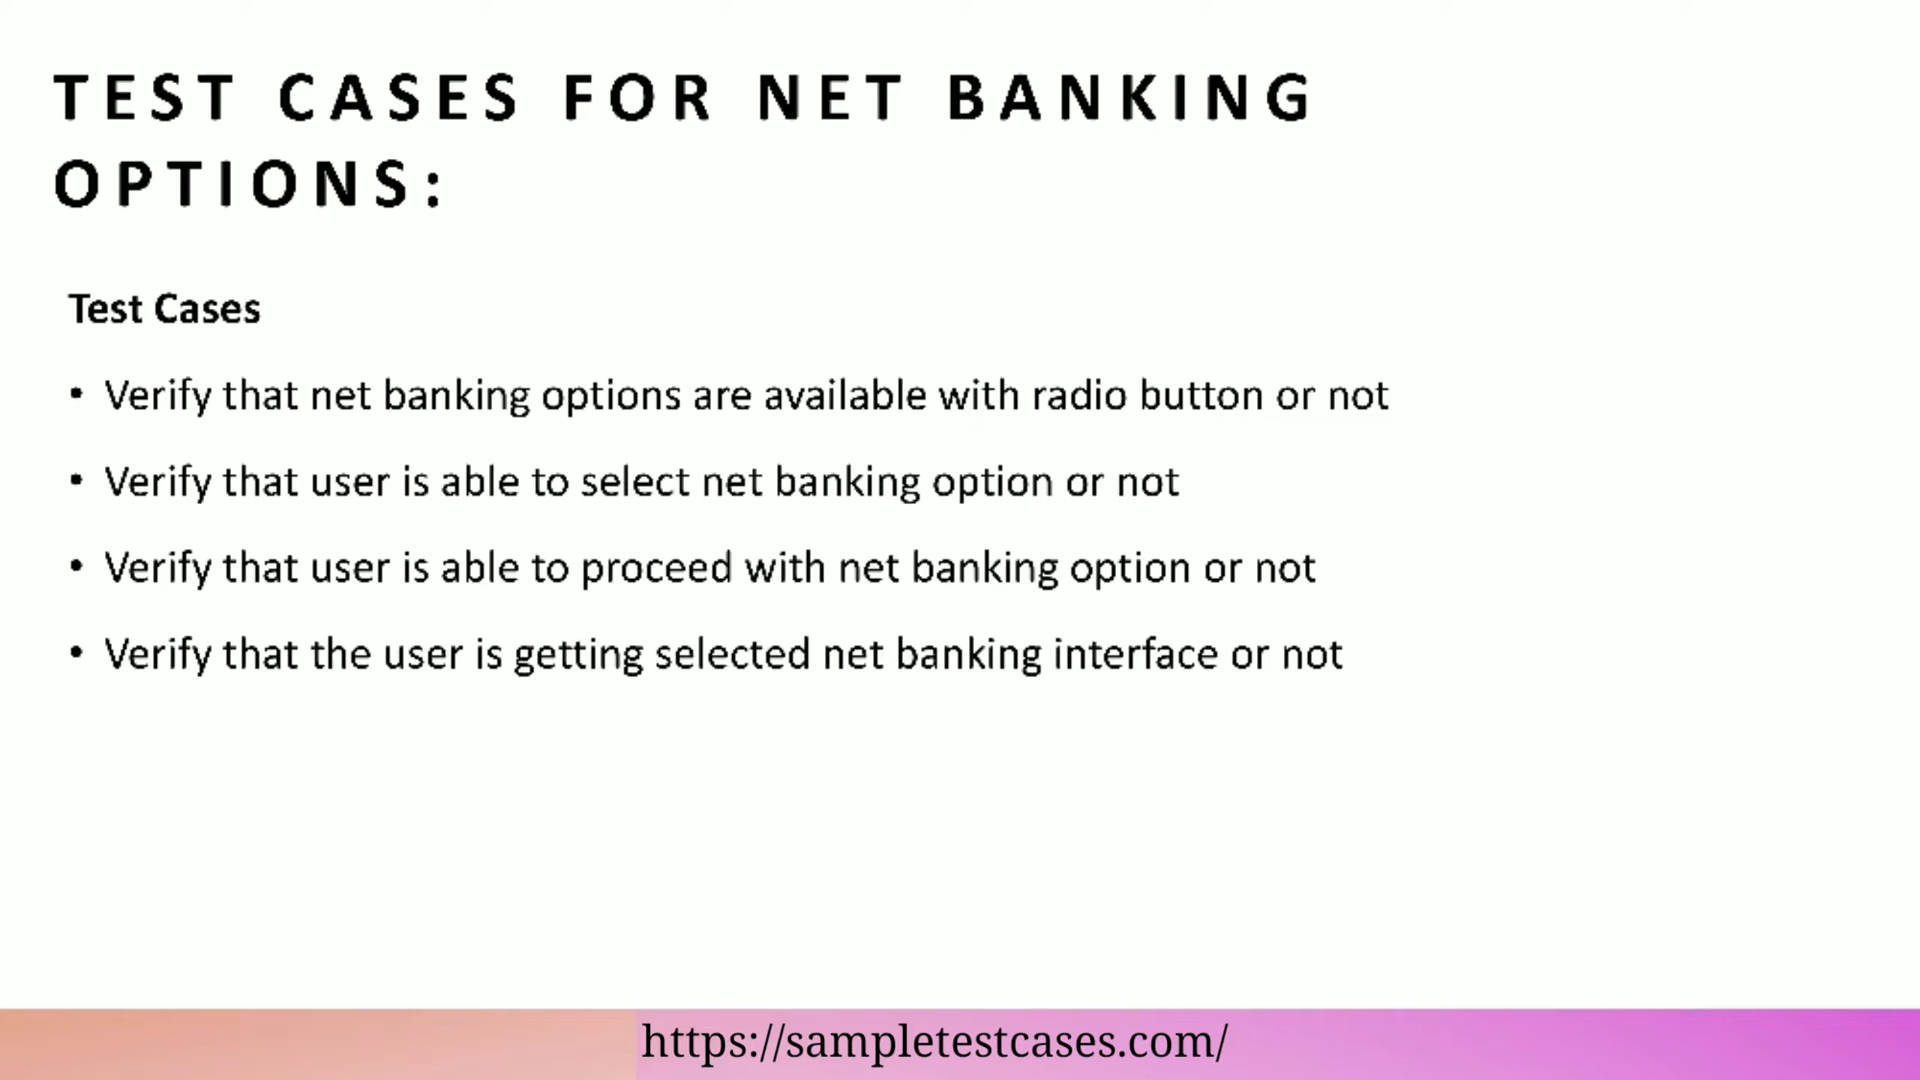 TEST CASES FOR NET BANKING
OPTIONS:
Test Cases
• Verify that net banking options are available with radio button or not
• Verify that user is able to select net banking option or not
• Verify that user is able to proceed with net banking option or not
• Verify that the user is getting selected net banking interface or not
https://sampletestcases.com/